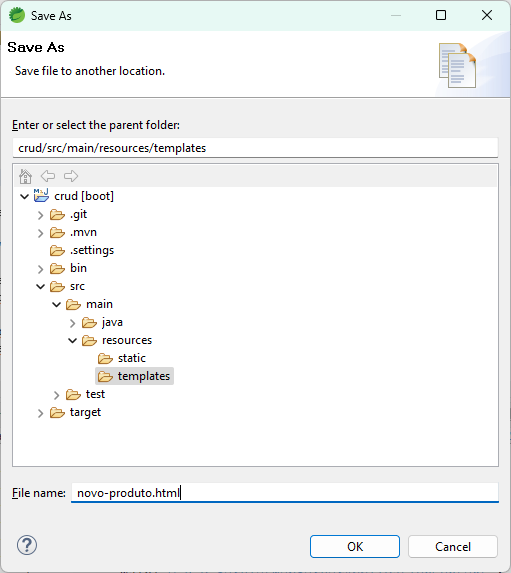 Save As
Save As
Save file to another location.
Enter or select the parent folder:
crud/src/main/resources/templates
crud [boot]
.git
.mvn
.settings
bin
src
main
java
resources
static
templates
test
target
File name: novo-produto.html
OK Cancel